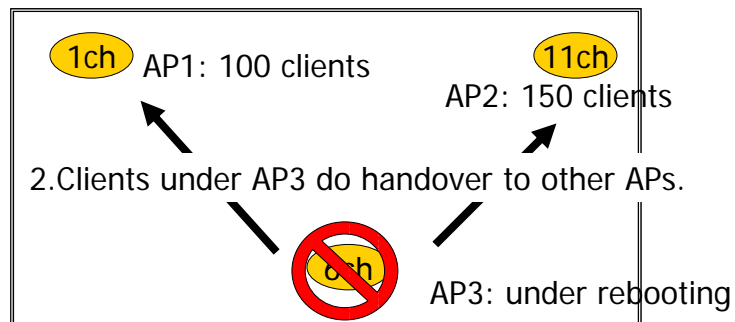 1ch
AP1: 100 clients
11ch
AP2: 150 clients
2.Clients under AP3 do handover to other APs.
6ch
AP3: under rebooting